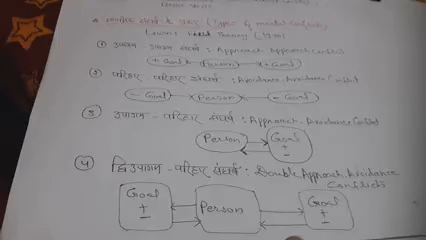 मानसिक संघर्ष के प्रकार (Types of mental Conflicts)
Lewin's Field Theory
① उपागम उपागम संघर्ष : Approach Approach Conflicts
+ Goal Person + Goal
② परिहार परिहार संघर्ष : Avoidance Avoidance Conflict
- Goal Person - Goal
③ उपागम - परिहार संघर्ष : Approach. Avoidance Conflict
Person Goal
+
-
④ द्वि उपागम - परिहार संघर्ष : Double Approach. Avoidance
Conflicts
Goal Person Goal
+ +
- -